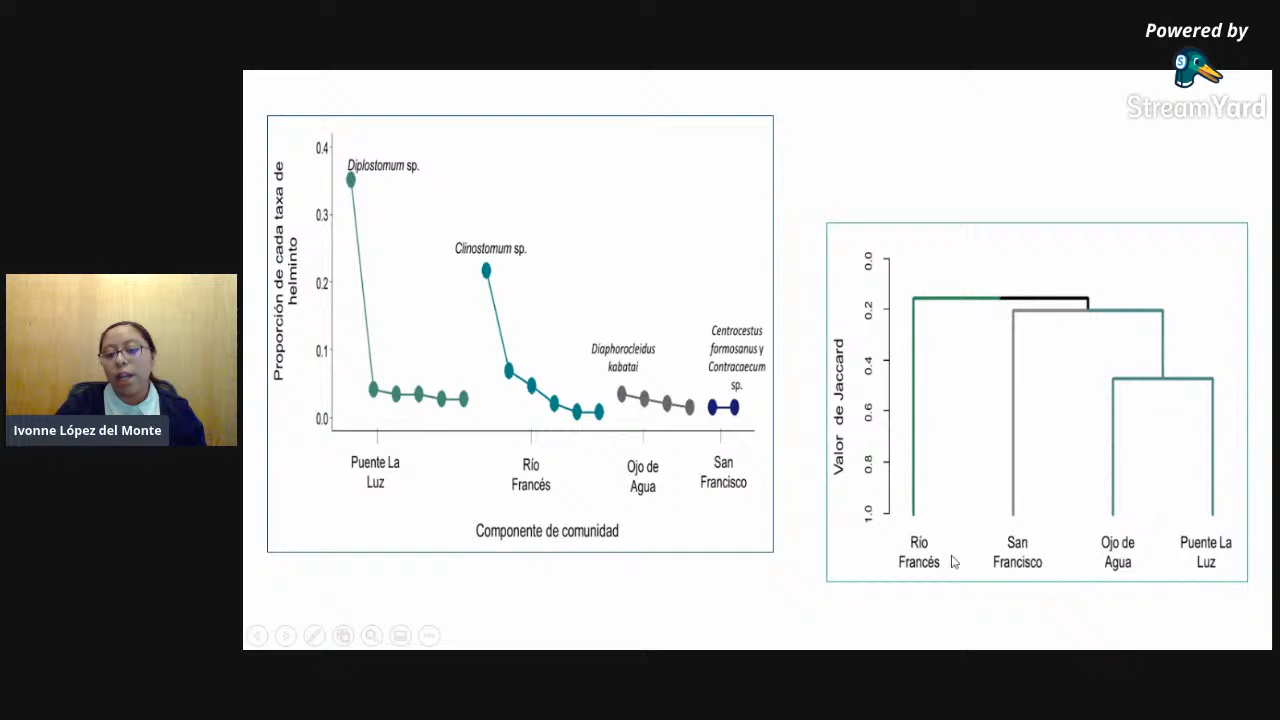 Powered by
StreamYard
Proporción de cada taxa de
helminto
0.4
0.3
0.2
0.1
0.0
Diplostomum sp.
Clinostomum sp.
Diaphorocleidus
kabatai
Centrocestus
formosanus y
Contracaecum
sp.
Puente La
Luz
Río
Francés
Ojo de
Agua
San
Francisco
Componente de comunidad
Valor de Jaccard
0.0
0.2
0.4
0.6
0.8
1.0
Río
Francés
San
Francisco
Ojo de
Agua
Puente La
Luz
Ivonne López del Monte